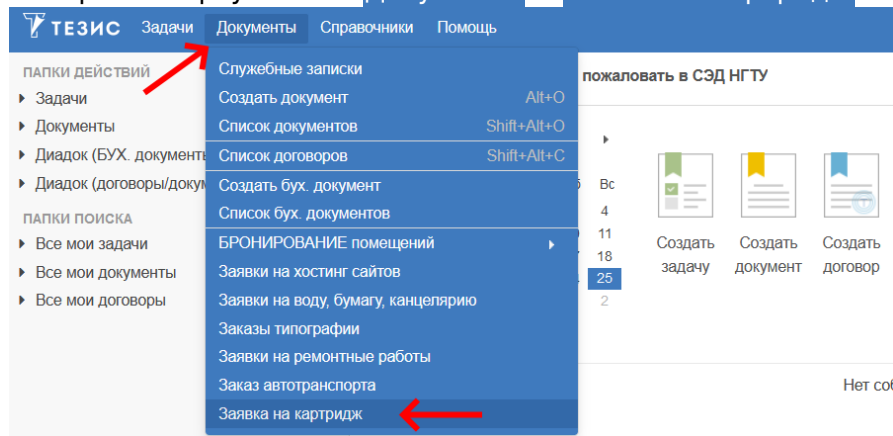 ТЕЗИС Задачи Документы Справочники Помощь
ПАПКИ ДЕЙСТВИЙ
Задачи
Документы
Диадок (БУХ. документы
Диадок (договоры/докум
ПАПКИ ПОИСКА
Все мои задачи
Все мои документы
Все мои договоры
Служебные записки
Создать документ Alt+O
Список документов Shift+Alt+O
Список договоров Shift+Alt+C
Создать бух. документ
Список бух. документов
БРОНИРОВАНИЕ помещений
Заявки на хостинг сайтов
Заявки на воду, бумагу, канцелярию
Заказы типографии
Заявки на ремонтные работы
Заказ автотранспорта
Заявка на картридж
пожаловать в СЭД НГТУ
Вс
4
11
18
25
2
Создать задачу
Создать документ
Создать договор
Нет соб